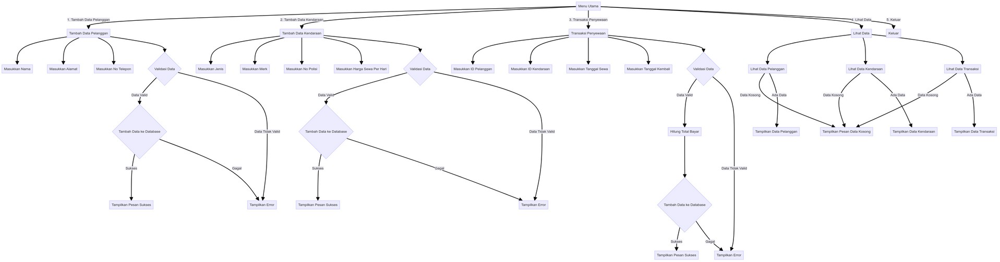 Menu Utama
1. Tambah Data Pelanggan
2. Tambah Data Kendaraan
3. Transaksi Penyewaan
4. Lihat Data
5. Keluar
Tambah Data Pelanggan
Tambah Data Kendaraan
Transaksi Penyewaan
Lihat Data
Keluar
Masukkan Nama
Masukkan Alamat
Masukkan No Telepon
Validasi Data
Masukkan Jenis
Masukkan Merk
Masukkan No Polisi
Masukkan Harga Sewa Per Hari
Validasi Data
Masukkan ID Pelanggan
Masukkan ID Kendaraan
Masukkan Tanggal Sewa
Masukkan Tanggal Kembali
Validasi Data
Lihat Data Pelanggan
Lihat Data Kendaraan
Lihat Data Transaksi
Data Valid
Data Valid
Data Valid
Data Kosong
Ada Data
Data Kosong
Ada Data
Data Kosong
Ada Data
Tambah Data ke Database
Data Tidak Valid
Tambah Data ke Database
Data Tidak Valid
Hitung Total Bayar
Tampilkan Data Pelanggan
Tampilkan Pesan Data Kosong
Tampilkan Data Kendaraan
Tampilkan Data Transaksi
Sukses
Gagal
Sukses
Gagal
Data Tidak Valid
Tampilkan Pesan Sukses
Tampilkan Error
Tampilkan Pesan Sukses
Tampilkan Error
Tambah Data ke Database
Sukses
Gagal
Tampilkan Pesan Sukses
Tampilkan Error